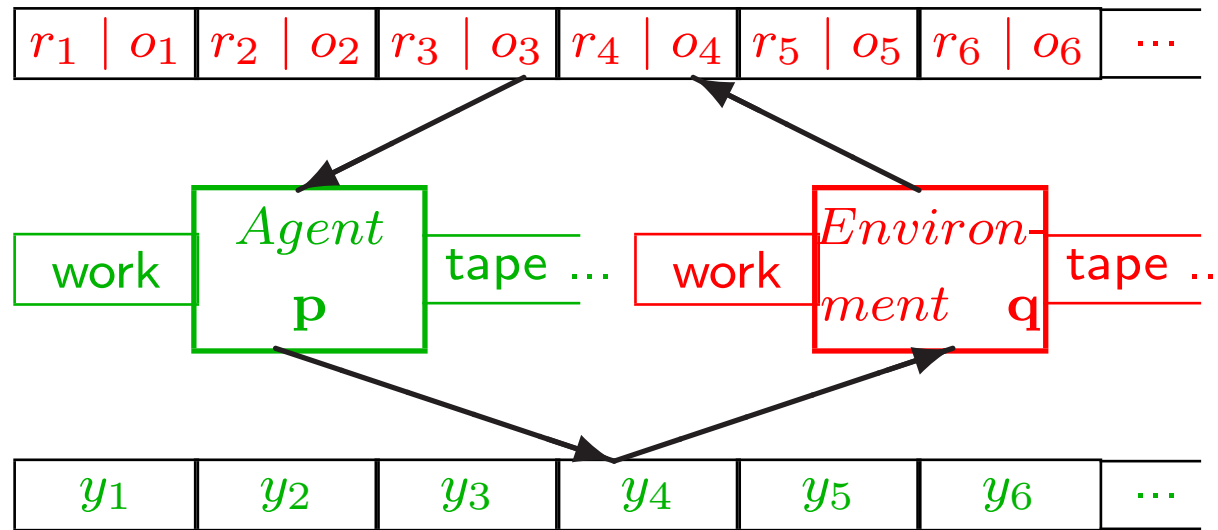 r₁ | o₁ r₂ | o₂ r₃ | o₃ r₄ | o₄ r₅ | o₅ r₆ | o₆ ...
Agent
p
work
tape ...
Environ-
ment q
work
tape ..
y₁ y₂ y₃ y₄ y₅ y₆ ...